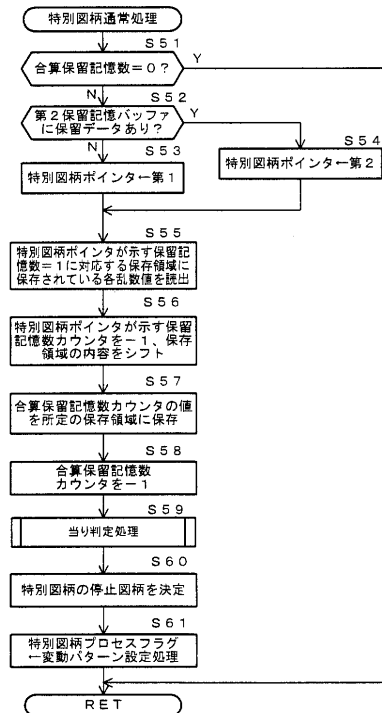 特別図柄通常処理
S51
合算保留記憶数=0?
Y
N
S52
第2保留記憶バッファ
に保留データあり?
Y
N
S53
特別図柄ポインタ←第1
S54
特別図柄ポインタ←第2
S55
特別図柄ポインタが示す保留記
憶数=1に対応する保存領域に
保存されている各乱数値を読出
S56
特別図柄ポインタが示す保留
記憶数カウンタを-1、保存
領域の内容をシフト
S57
合算保留記憶数カウンタの値
を所定の保存領域に保存
S58
合算保留記憶数
カウンタを-1
S59
当り判定処理
S60
特別図柄の停止図柄を決定
S61
特別図柄プロセスフラグ
←変動パターン設定処理
RET